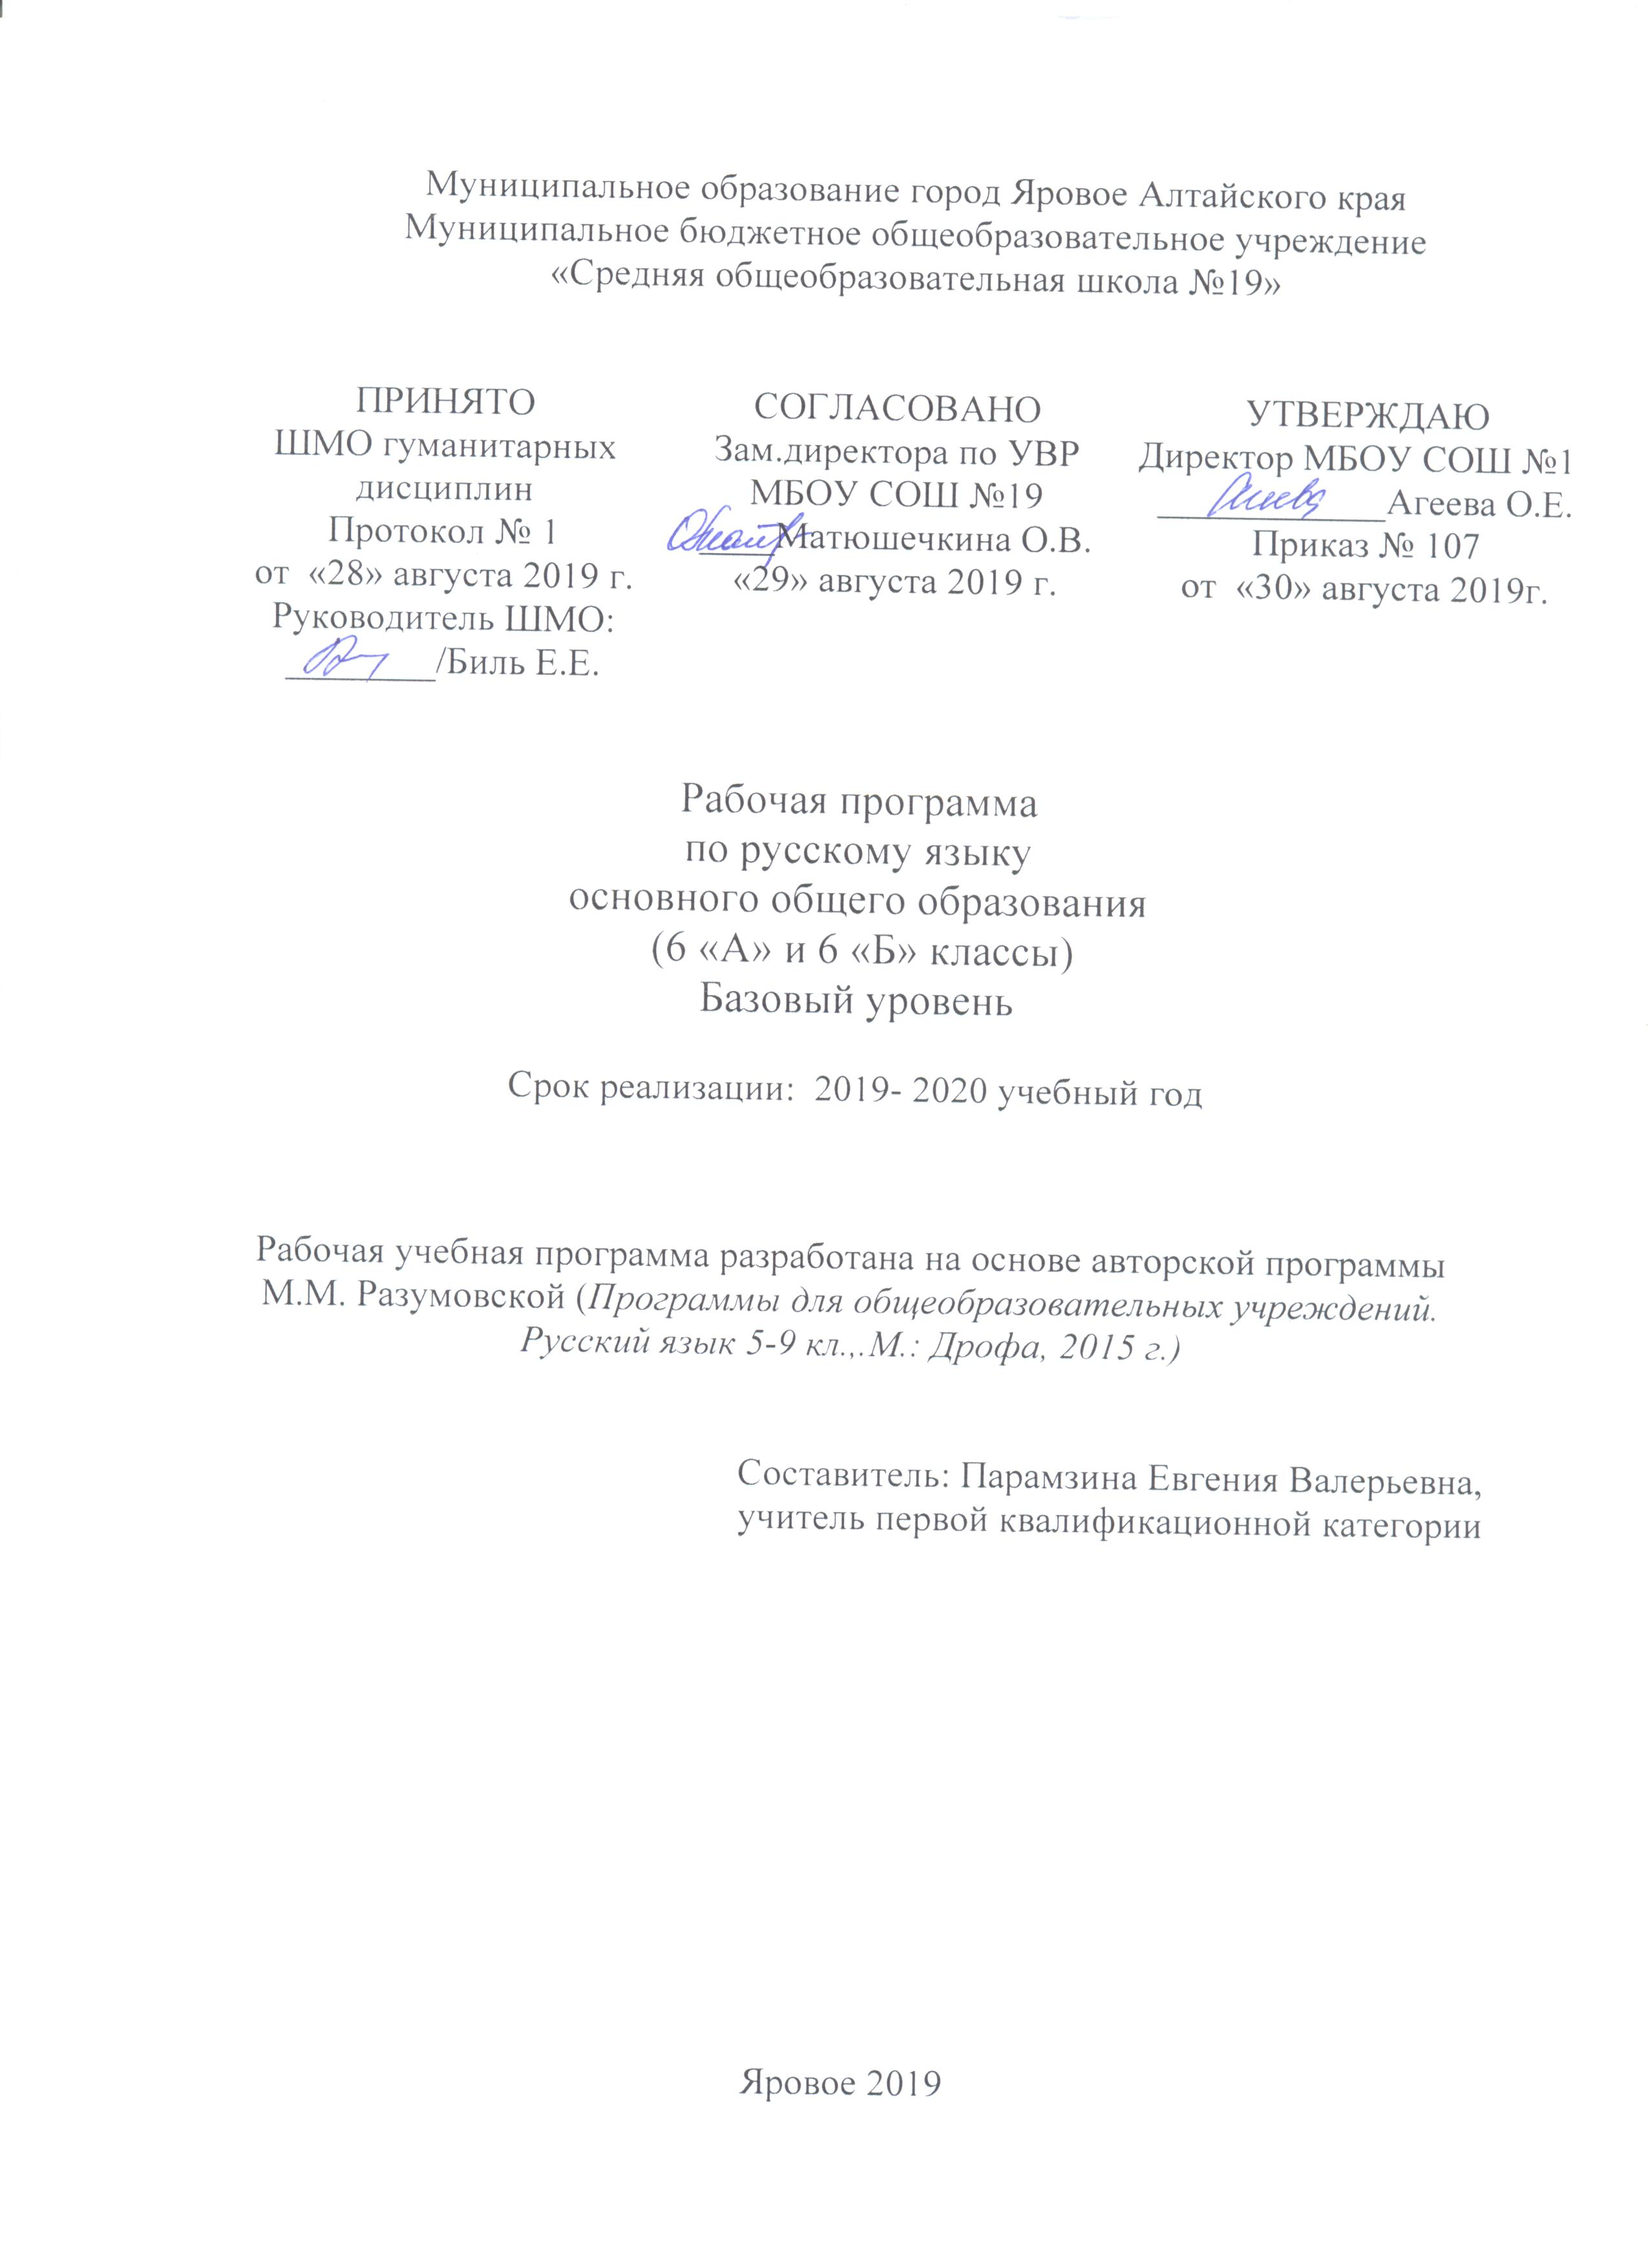 Муниципальное образование город Яровое Алтайского края
Муниципальное бюджетное общеобразовательное учреждение
«Средняя общеобразовательная школа №19»
ПРИНЯТО
ШМО гуманитарных
дисциплин
Протокол № 1
от «28» августа 2019 г.
Руководитель ШМО:
________/Биль Е.Е.
СОГЛАСОВАНО
Зам.директора по УВР
МБОУ СОШ №19
____Матюшечкина О.В.
«29» августа 2019 г.
УТВЕРЖДАЮ
Директор МБОУ СОШ №1
____________Агеева О.Е.
Приказ № 107
от «30» августа 2019г.
Рабочая программа
по русскому языку
основного общего образования
(6 «А» и 6 «Б» классы)
Базовый уровень
Срок реализации: 2019- 2020 учебный год
Рабочая учебная программа разработана на основе авторской программы
М.М. Разумовской (Программы для общеобразовательных учреждений.
Русский язык 5-9 кл.,.М.: Дрофа, 2015 г.)
Составитель: Парамзина Евгения Валерьевна,
учитель первой квалификационной категории
Яровое 2019